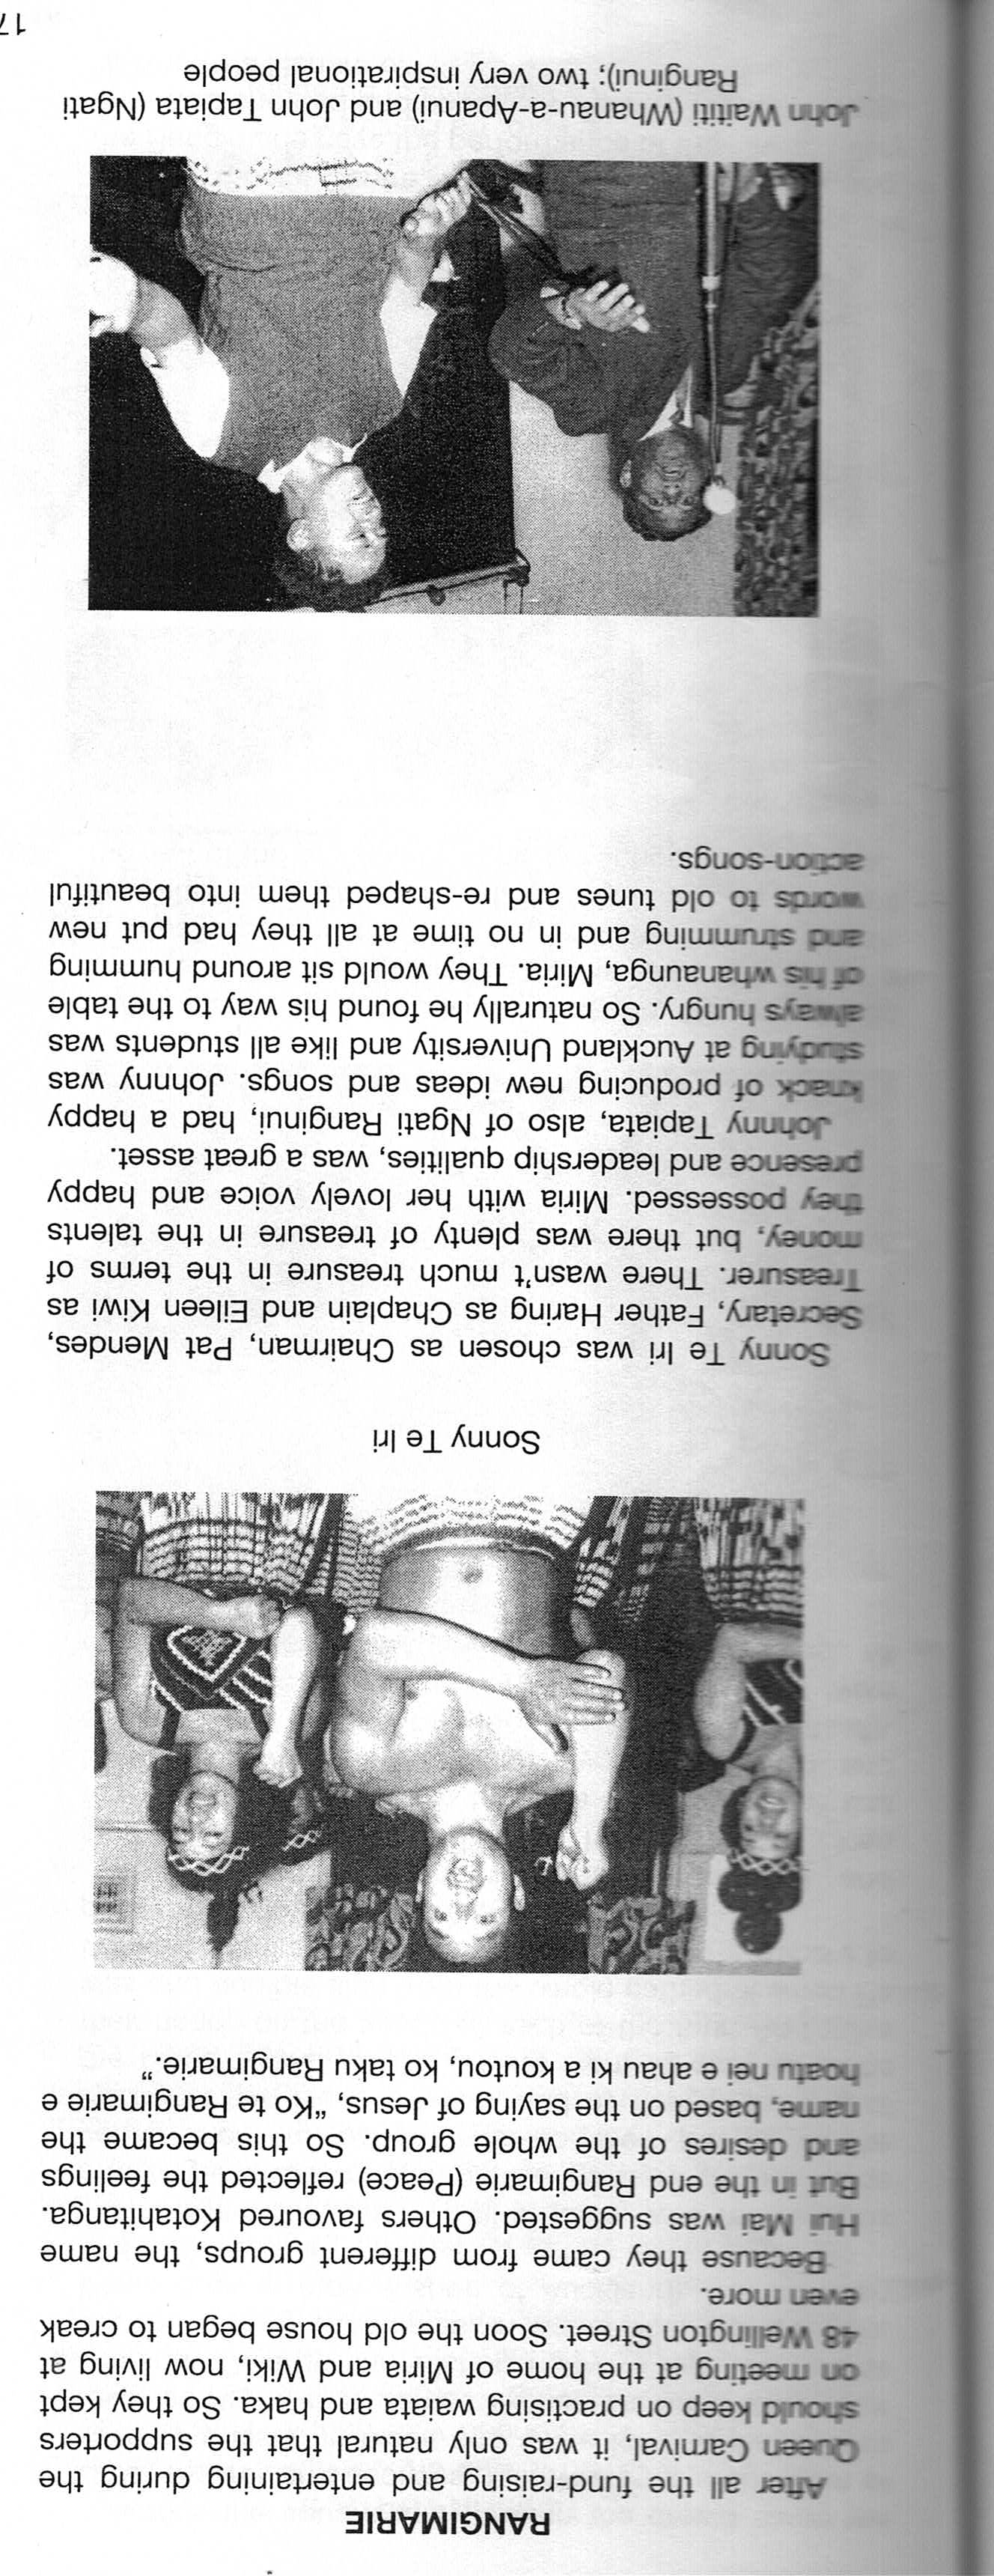 RANGIMARIE
After all the fund-raising and entertaining during the
Queen Carnival, it was only natural that the supporters
should keep on practising waiata and haka. So they kept
on meeting at the home of Miria and Wiki, now living at
48 Wellington Street. Soon the old house began to creak
even more.
Because they came from different groups, the name
Hui Mai was suggested. Others favoured Kotahitanga.
But in the end Rangimarie (Peace) reflected the feelings
and desires of the whole group. So this became the
name, based on the saying of Jesus, “Ko te Rangimarie e
hoatu nei e ahau ki a koutou, ko taku Rangimarie.”
Sonny Te Iri
Sonny Te Iri was chosen as Chairman, Pat Mendes,
Secretary, Father Haring as Chaplain and Eileen Kiwi as
Treasurer. There wasn’t much treasure in the terms of
money, but there was plenty of treasure in the talents
they possessed. Miria with her lovely voice and happy
presence and leadership qualities, was a great asset.
Johnny Tapiata, also of Ngati Ranginui, had a happy
knack of producing new ideas and songs. Johnny was
studying at Auckland University and like all students was
always hungry. So naturally he found his way to the table
of his whanaunga, Miria. They would sit around humming
and strumming and in no time at all they had put new
words to old tunes and re-shaped them into beautiful
action-songs.
John Waititi (Whanau-a-Apanui) and John Tapiata (Ngati
Ranginui); two very inspirational people
17